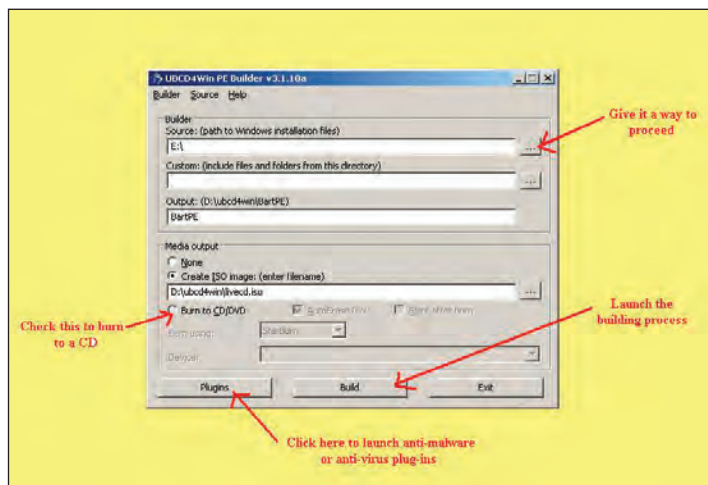 UBCD4Win PE Builder v3.1.10a
Builder Source Help
Builder
Source: (path to Windows installation files)
E:\
...
Give it a way to
proceed
Custom: (include files and folders from this directory)
...
Output: (D:\ubcd4win\BartPE)
BartPE
Media output
None
Create ISO image: (enter filename)
D:\ubcd4win\livecd.iso
...
Burn to CD/DVD
Check this to burn
to a CD
Launch the
building process
Burn using:
StarBurn
Device:
Plugins
Build
Exit
Click here to launch anti-malware
or anti-virus plug-ins